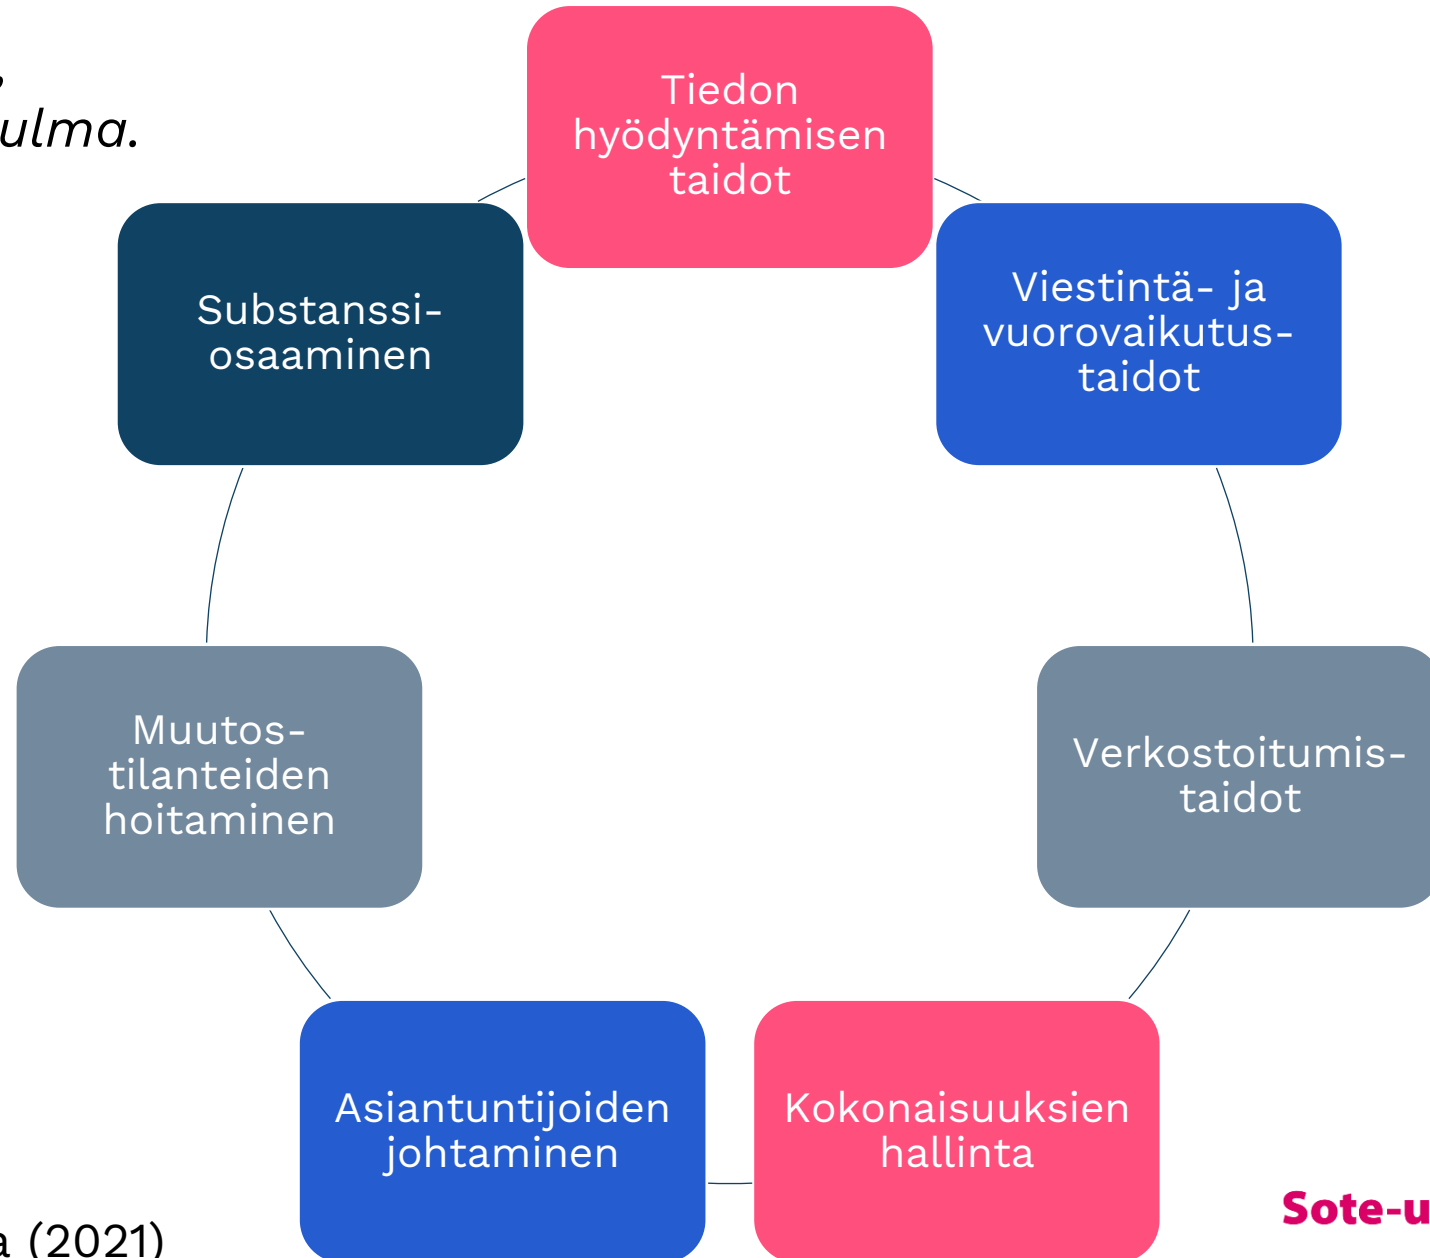 ulma.
Tiedon
hyödyntämisen
taidot
Viestintä- ja
vuorovaikutus-
taidot
Verkostoitumis-
taidot
Kokonaisuuksien
hallinta
Asiantuntijoiden
johtaminen
Muutos-
tilanteiden
hoitaminen
Substanssi-
osaaminen
(2021)
Sote-u